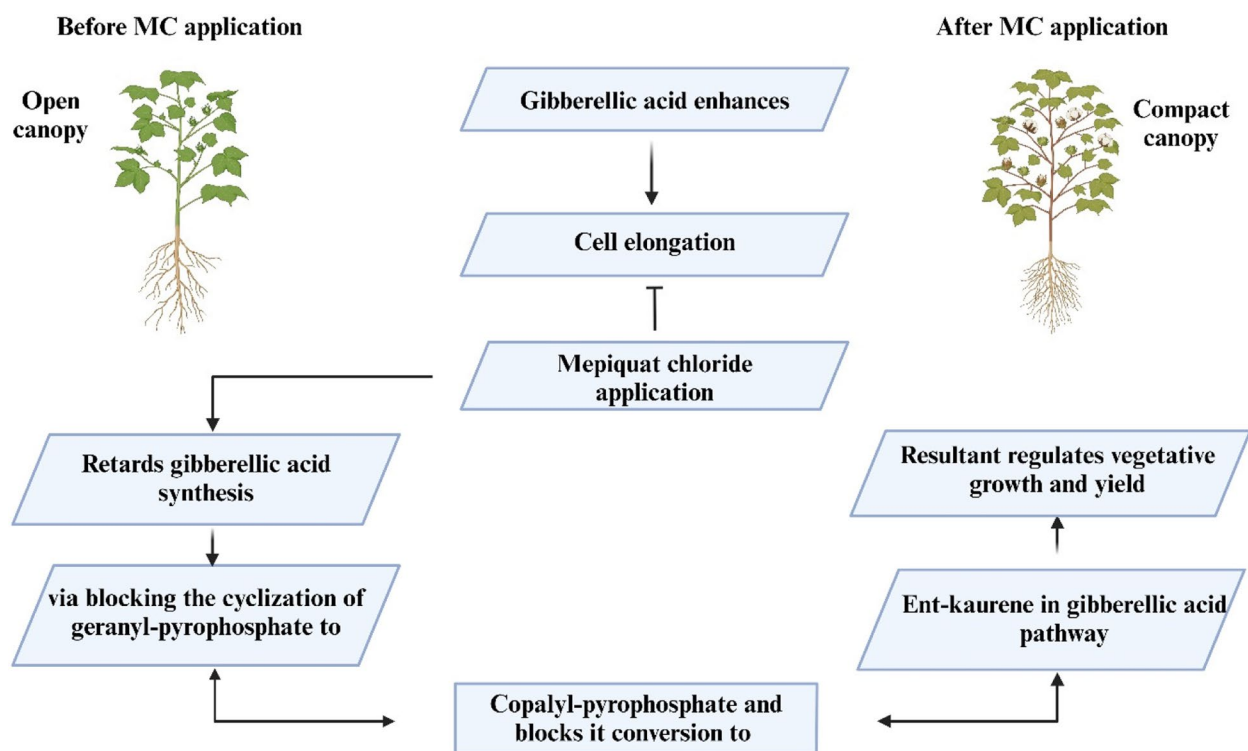 Before MC application
After MC application
Open
canopy
Gibberellic acid enhances
Compact
canopy
Cell elongation
Mepiquat chloride
application
Retards gibberellic acid
synthesis
Resultant regulates vegetative
growth and yield
via blocking the cyclization of
geranyl-pyrophosphate to
Ent-kaurene in gibberellic acid
pathway
Copalyl-pyrophosphate and
blocks it conversion to